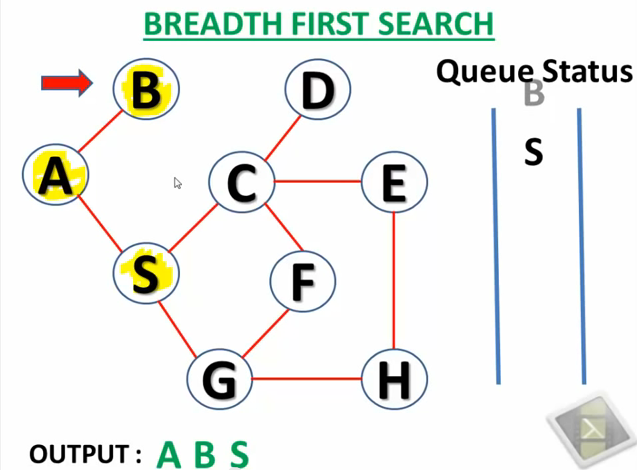 BREADTH FIRST SEARCH
Queue Status
B
S
B
D
A
C
E
S
F
G
H
OUTPUT : A B S